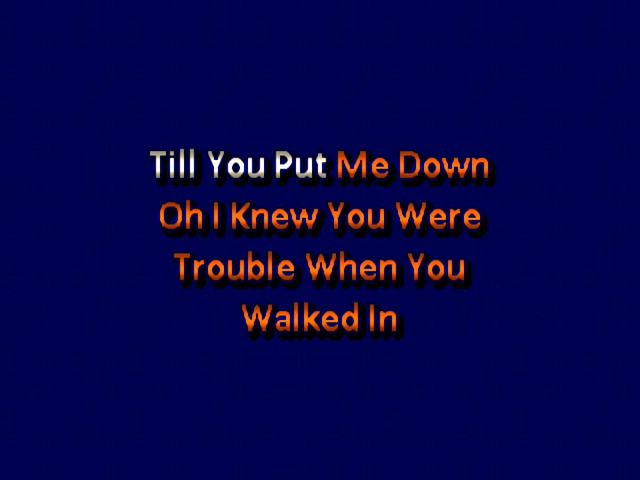 Till You Put Me Down
Oh I Knew You Were
Trouble When You
Walked In